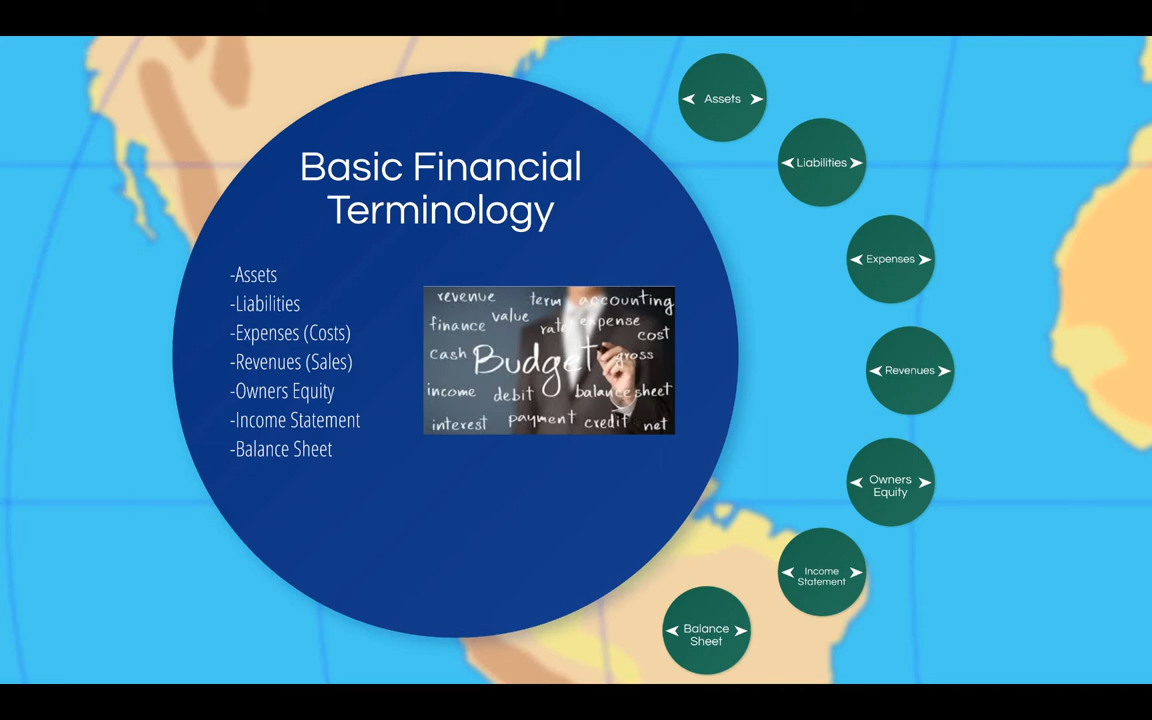 Basic Financial
Terminology
-Assets
-Liabilities
-Expenses (Costs)
-Revenues (Sales)
-Owners Equity
-Income Statement
-Balance Sheet
revenue term accounting
finance value rate expense
cost
cash Budget gross
income debit balance sheet
interest payment credit net
Assets
Liabilities
Expenses
Revenues
Owners
Equity
Income
Statement
Balance
Sheet